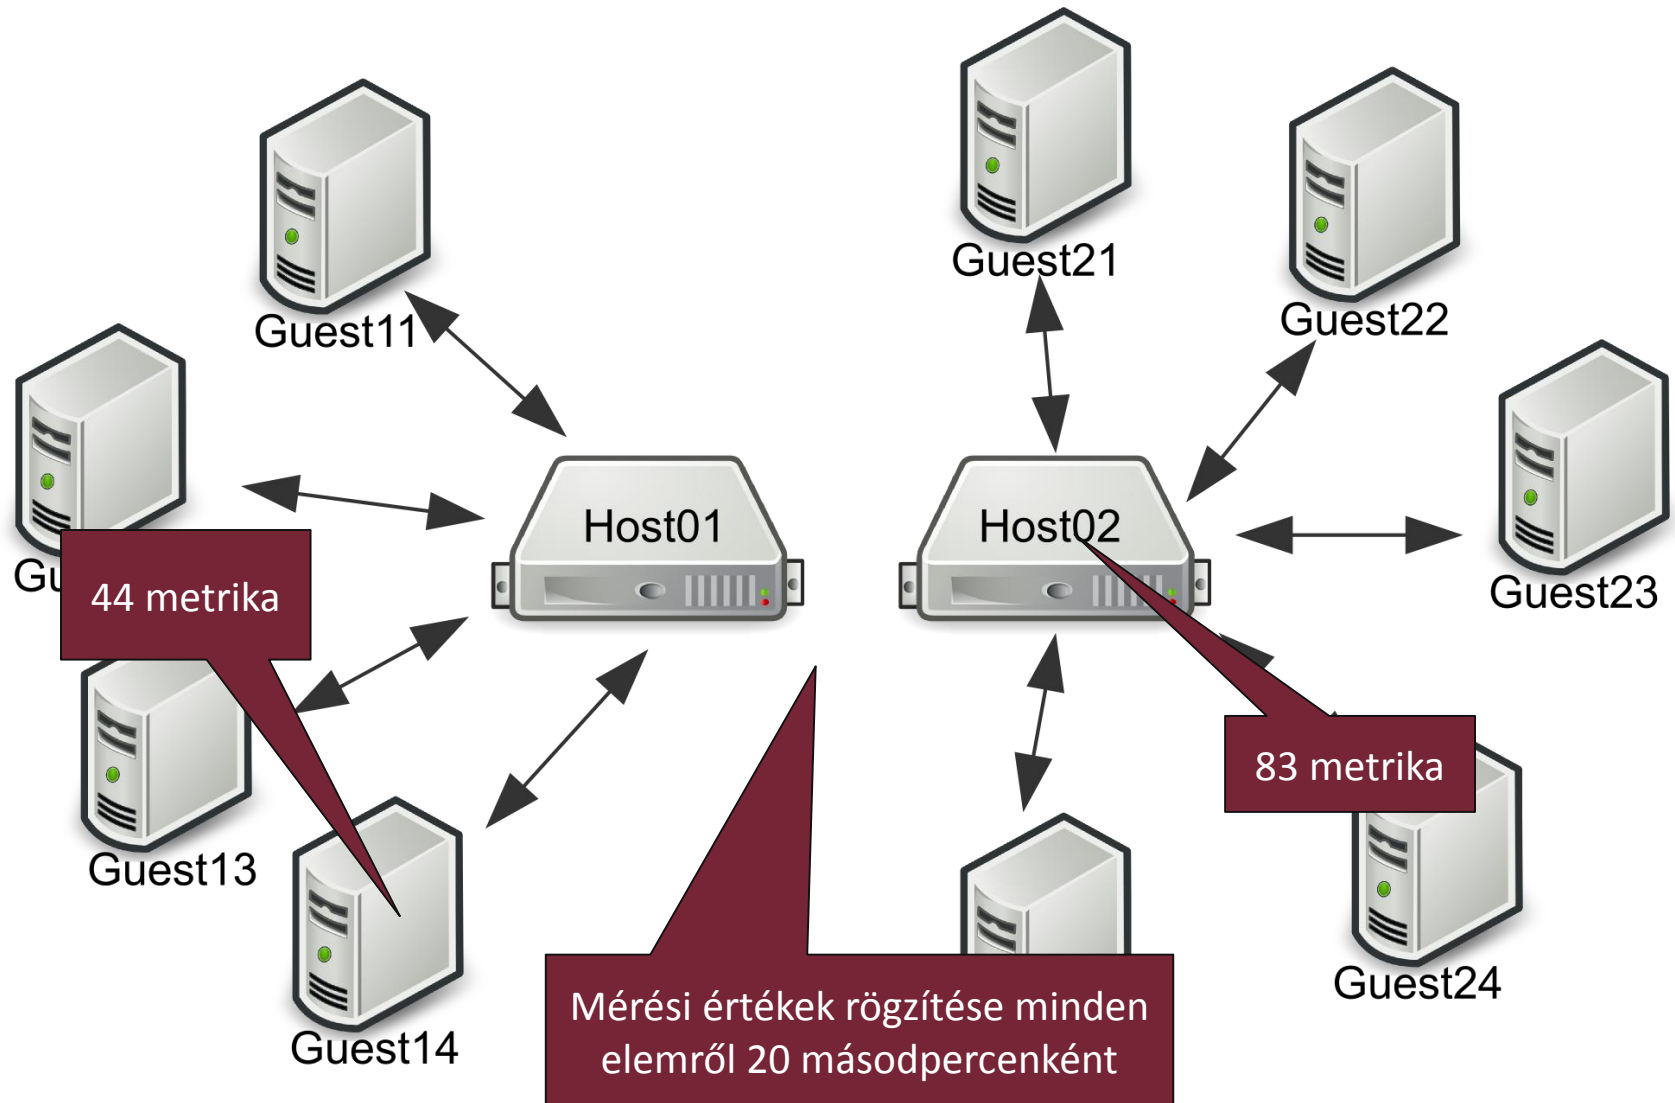 Guest21
Guest22
Guest11
Host01
Host02
Gu
44 metrika
Guest23
83 metrika
Guest13
Guest24
Guest14
Mérési értékek rögzítése minden
elemről 20 másodpercenként